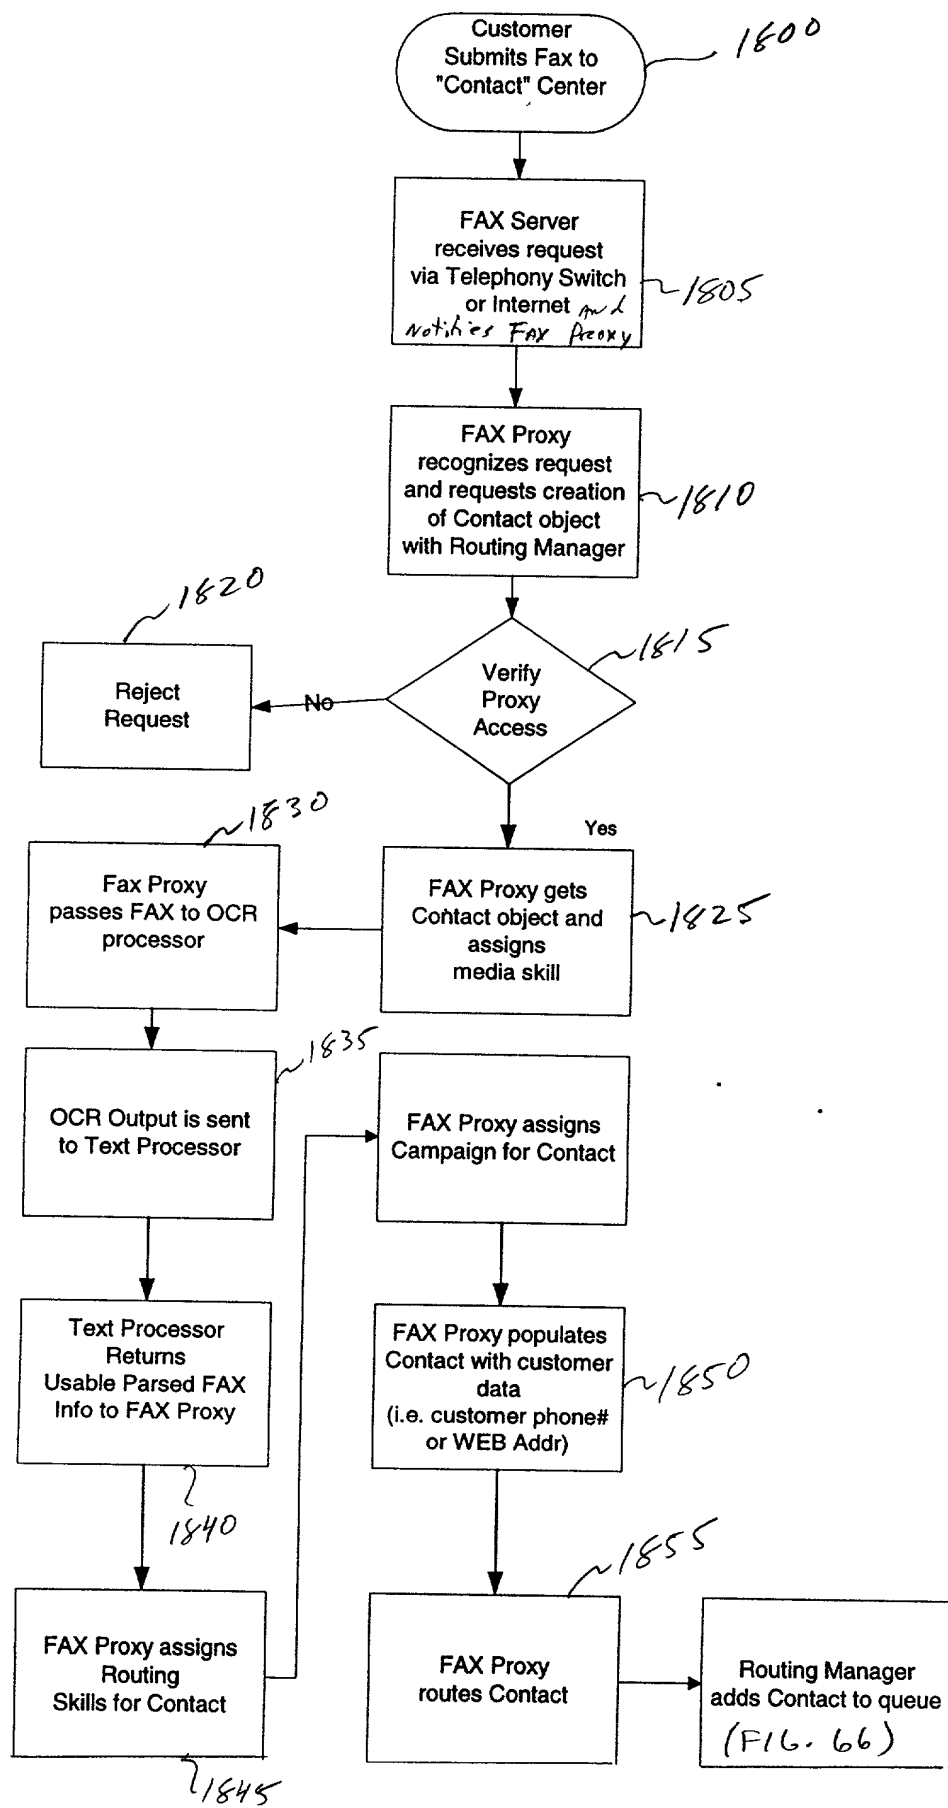 Customer
Submits Fax to
"Contact" Center
1800
FAX Server
receives request
via Telephony Switch
or Internet and
Notifies FAX Proxy
1805
FAX Proxy
recognizes request
and requests creation
of Contact object
with Routing Manager
1810
Verify
Proxy
Access
1815
No
Reject
Request
1820
Yes
FAX Proxy gets
Contact object and
assigns
media skill
1825
Fax Proxy
passes FAX to OCR
processor
1830
OCR Output is sent
to Text Processor
1835
Text Processor
Returns
Usable Parsed FAX
Info to FAX Proxy
1840
FAX Proxy assigns
Routing
Skills for Contact
1845
FAX Proxy assigns
Campaign for Contact
FAX Proxy populates
Contact with customer
data
(i.e. customer phone#
or WEB Addr)
1850
FAX Proxy
routes Contact
1855
Routing Manager
adds Contact to queue
(FIG. 66)